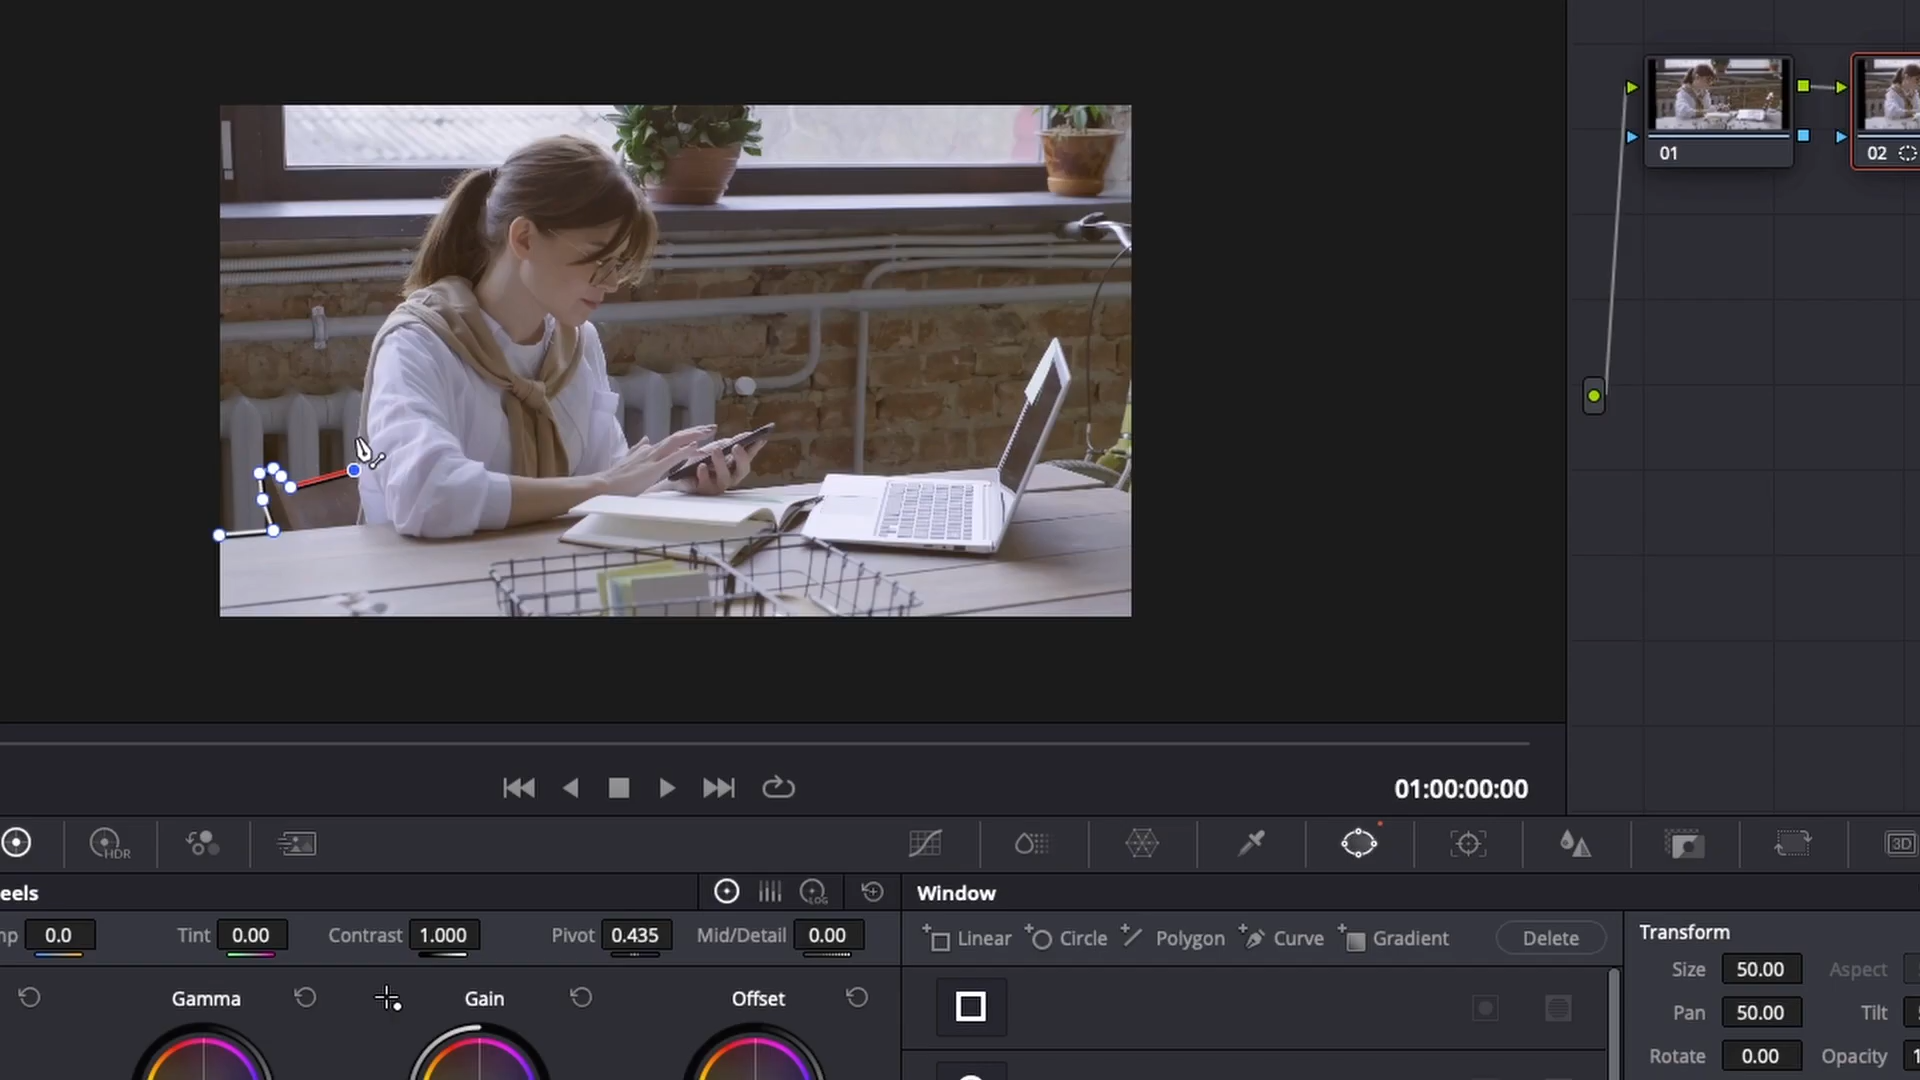 01
02
01:00:00:00
HDR
3D
eels
LOG
Window
mp
0.0
Tint
0.00
Contrast
1.000
Pivot
0.435
Mid/Detail
0.00
Linear
Circle
Polygon
Curve
Gradient
Delete
Transform
Size
50.00
Aspect
Gamma
Gain
Offset
Pan
50.00
Tilt
Rotate
0.00
Opacity